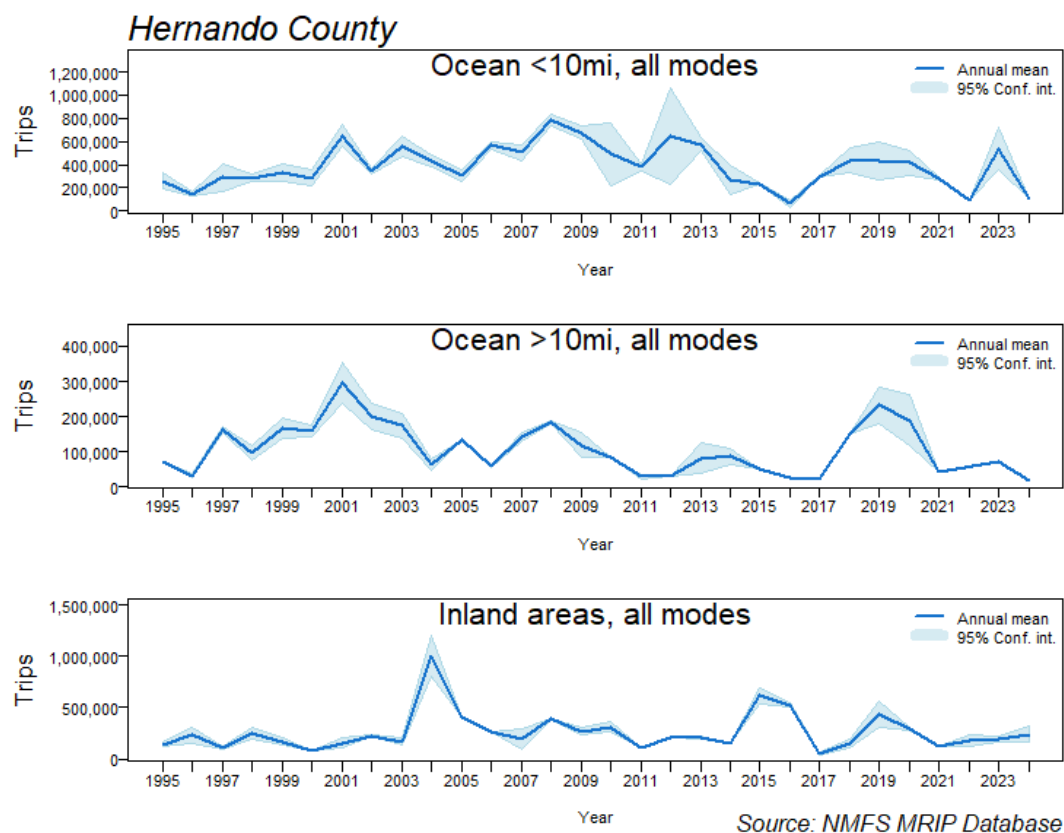 Hernando County
Ocean <10mi, all modes
Annual mean
95% Conf. int.
Trips
1,200,000
1,000,000
800,000
600,000
400,000
200,000
0
1995 1997 1999 2001 2003 2005 2007 2009 2011 2013 2015 2017 2019 2021 2023
Year
Ocean >10mi, all modes
Annual mean
95% Conf. int.
Trips
400,000
300,000
200,000
100,000
0
1995 1997 1999 2001 2003 2005 2007 2009 2011 2013 2015 2017 2019 2021 2023
Year
Inland areas, all modes
Annual mean
95% Conf. int.
Trips
1,500,000
1,000,000
500,000
0
1995 1997 1999 2001 2003 2005 2007 2009 2011 2013 2015 2017 2019 2021 2023
Year
Source: NMFS MRIP Database